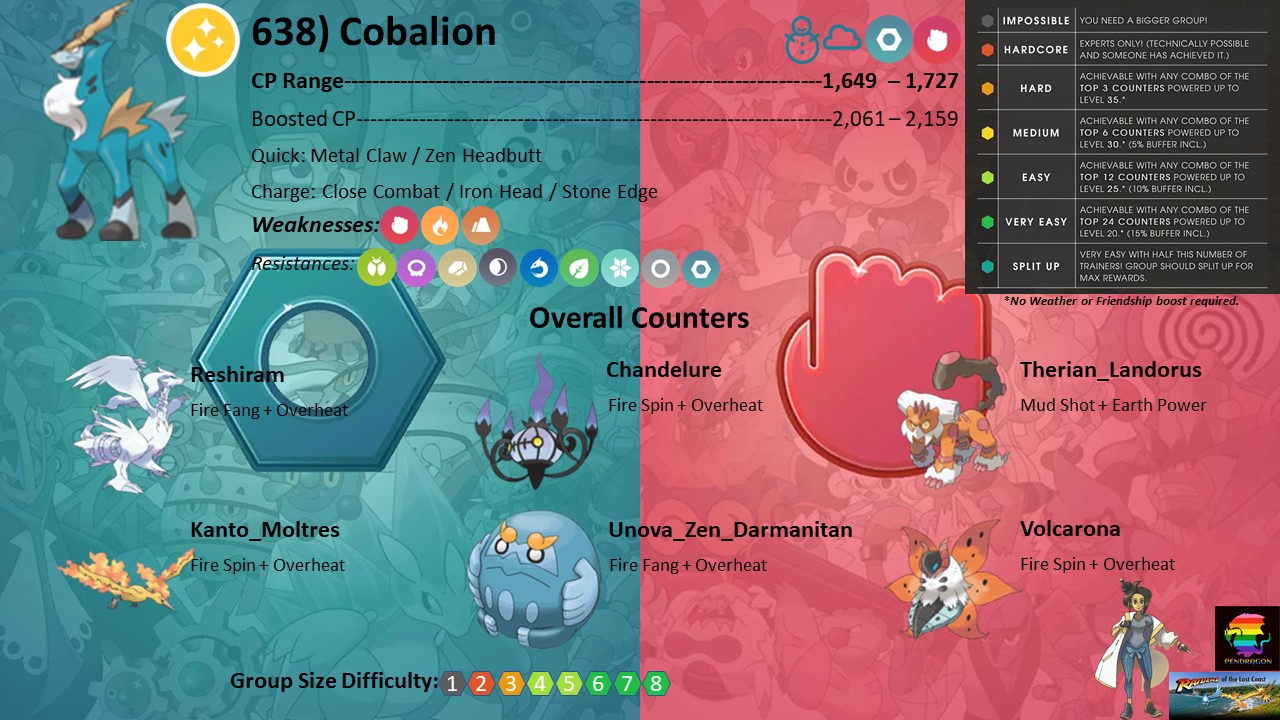 638) Cobalion
CP Range----------1,649 – 1,727
Boosted CP----------2,061 – 2,159
Quick: Metal Claw / Zen Headbutt
Charge: Close Combat / Iron Head / Stone Edge
Weaknesses:
Resistances:
IMPOSSIBLE YOU NEED A BIGGER GROUP!
HARDCORE EXPERTS ONLY! (TECHNICALLY POSSIBLE
AND SOMEONE HAS ACHIEVED IT.)
HARD ACHIEVABLE WITH ANY COMBO OF THE
TOP 3 COUNTERS POWERED UP TO
LEVEL 35.*
MEDIUM ACHIEVABLE WITH ANY COMBO OF THE
TOP 6 COUNTERS POWERED UP TO
LEVEL 30.* (5% BUFFER INCL.)
EASY ACHIEVABLE WITH ANY COMBO OF THE
TOP 12 COUNTERS POWERED UP TO
LEVEL 25.* (10% BUFFER INCL.)
VERY EASY ACHIEVABLE WITH ANY COMBO OF THE
TOP 24 COUNTERS POWERED UP TO
LEVEL 20.* (15% BUFFER INCL.)
SPLIT UP VERY EASY WITH HALF THIS NUMBER OF
TRAINERS! GROUP SHOULD SPLIT UP FOR
MAX REWARDS.
*No Weather or Friendship boost required.
Overall Counters
Reshiram
Fire Fang + Overheat
Chandelure
Fire Spin + Overheat
Therian_Landorus
Mud Shot + Earth Power
Kanto_Moltres
Fire Spin + Overheat
Unova_Zen_Darmanitan
Fire Fang + Overheat
Volcarona
Fire Spin + Overheat
Group Size Difficulty: 1 2 3 4 5 6 7 8
PENDRAGON
RAIDERS of the Lost Coast